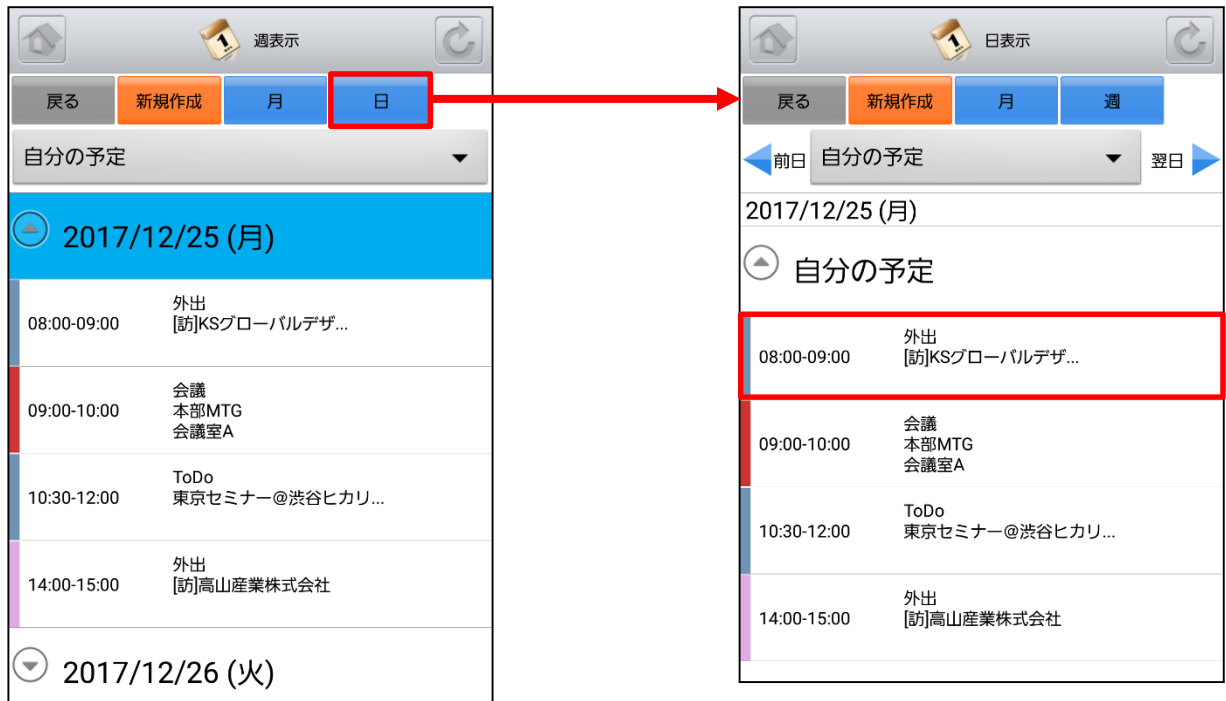 週表示
戻る 新規作成 月 日
自分の予定
2017/12/25 (月)
08:00-09:00
外出
[訪]KSグローバルデザ...
09:00-10:00
会議
本部MTG
会議室A
10:30-12:00
ToDo
東京セミナー@渋谷ヒカリ...
14:00-15:00
外出
[訪]高山産業株式会社
2017/12/26 (火)
日表示
戻る 新規作成 月 週
前日 自分の予定 翌日
2017/12/25 (月)
自分の予定
08:00-09:00
外出
[訪]KSグローバルデザ...
09:00-10:00
会議
本部MTG
会議室A
10:30-12:00
ToDo
東京セミナー@渋谷ヒカリ...
14:00-15:00
外出
[訪]高山産業株式会社